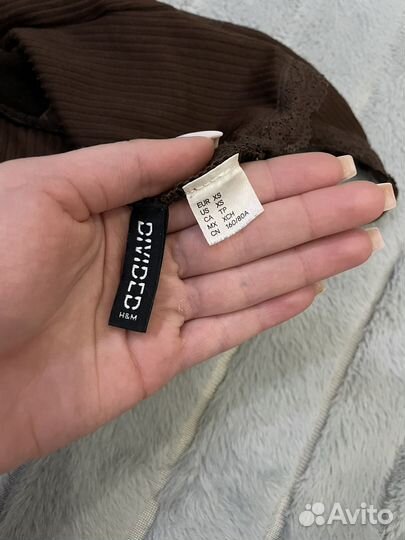 EUR XS
US XS
CA TP
MX XCH
CN 160/80A
DIVIDED
H&M
Avito